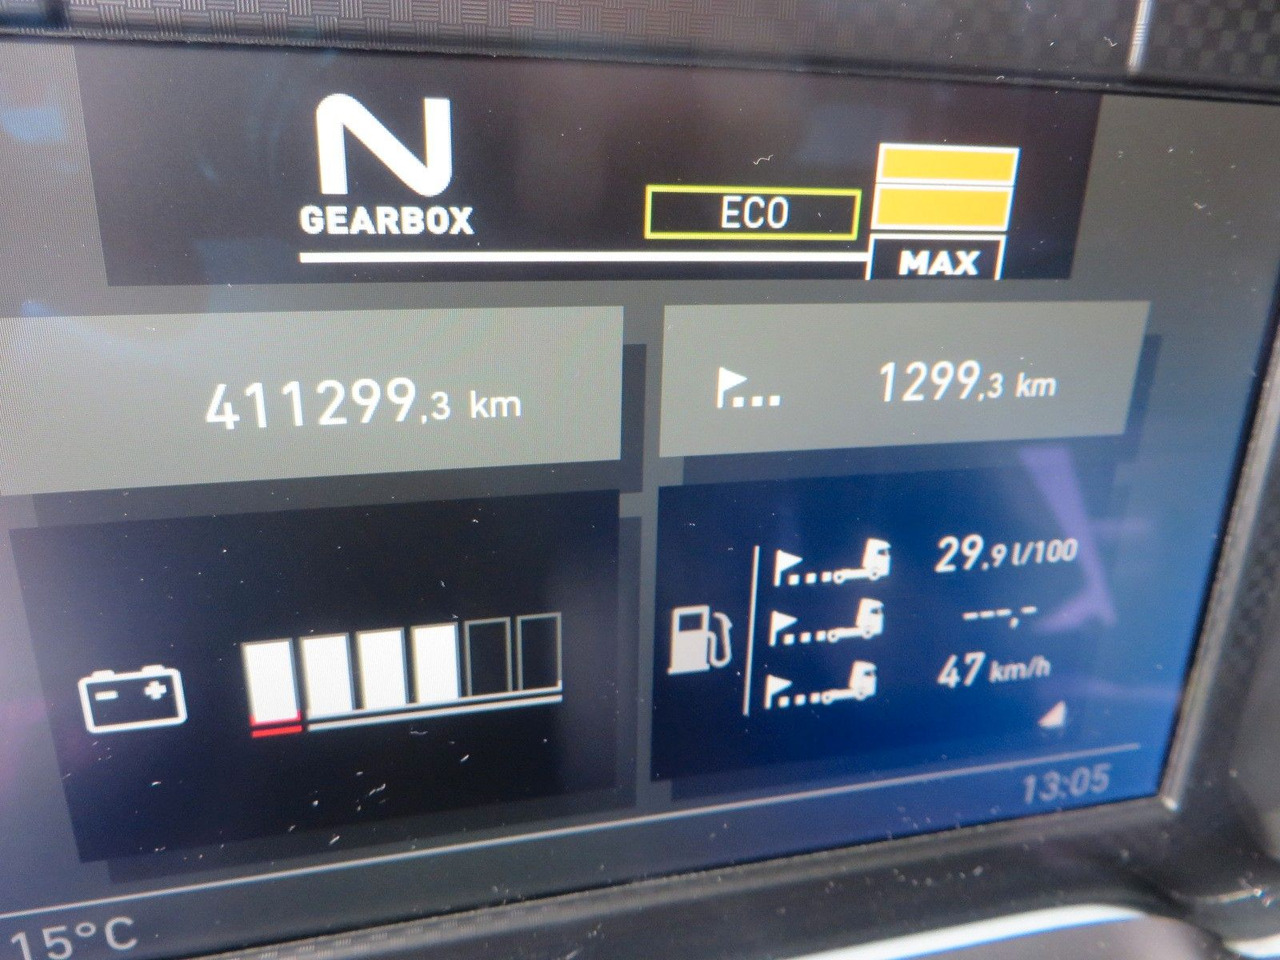 N
GEARBOX
ECO
MAX
411299,3 km
1299,3 km
29,9 l/100
---,-
47 km/h
13:05
15°C